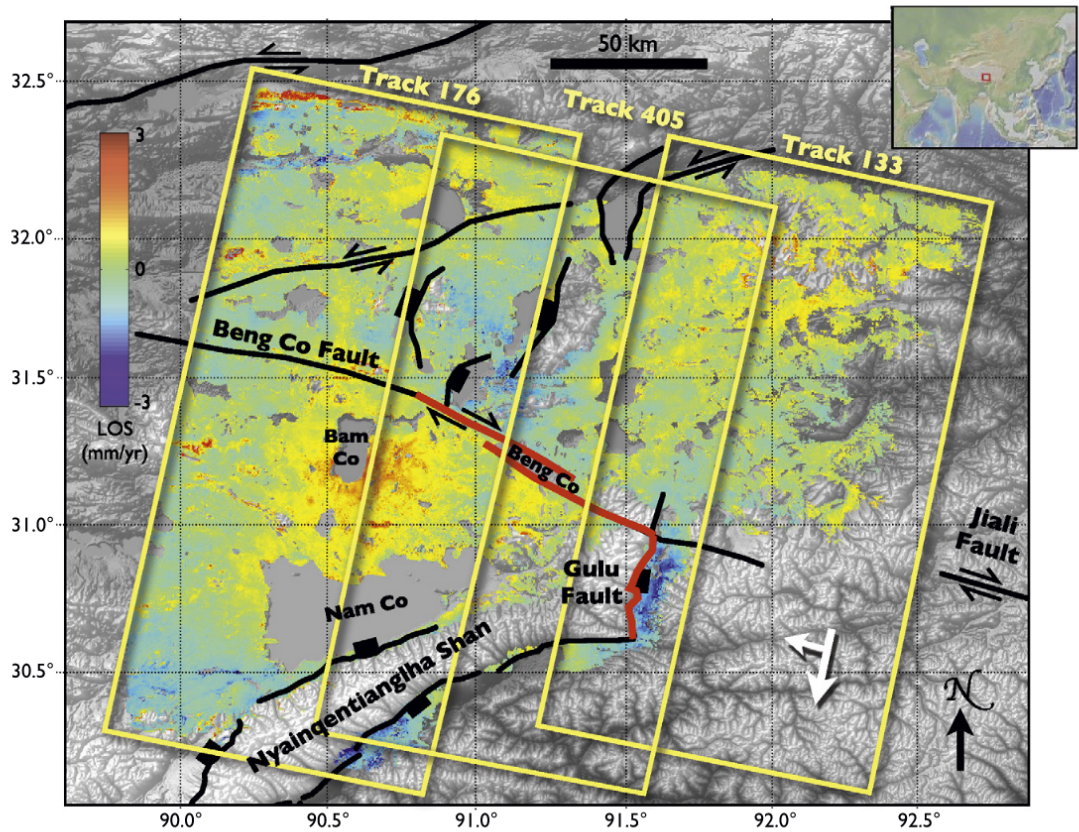 50 km
32.5°
Track 176
Track 405
Track 133
3
0
-3
LOS
(mm/yr)
32.0°
Beng Co Fault
31.5°
Bam
Co
Beng Co
31.0°
Jiali
Fault
Gulu
Fault
Nam Co
Nyainqentianglha Shan
30.5°
N
90.0°
90.5°
91.0°
91.5°
92.0°
92.5°